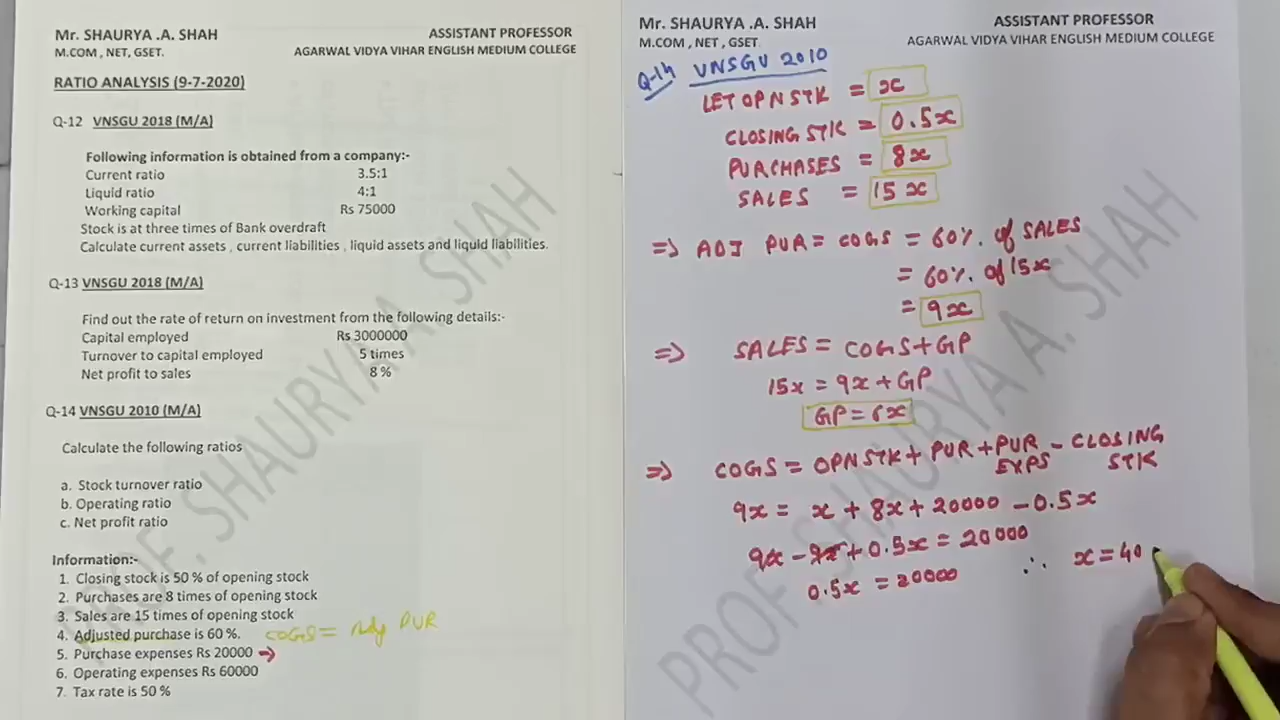 Mr. SHAURYA .A. SHAH
ASSISTANT PROFESSOR
M.COM, NET, GSET.
AGARWAL VIDYA VIHAR ENGLISH MEDIUM COLLEGE
RATIO ANALYSIS (9-7-2020)
Q-12 VNSGU 2018 (M/A)
Following information is obtained from a company:-
Current ratio 3.5:1
Liquid ratio 4:1
Working capital Rs 75000
Stock is at three times of Bank overdraft
Calculate current assets , current liabilities , liquid assets and liquid liabilities.
Q-13 VNSGU 2018 (M/A)
Find out the rate of return on investment from the following details:-
Capital employed Rs 3000000
Turnover to capital employed 5 times
Net profit to sales 8 %
Q-14 VNSGU 2010 (M/A)
Calculate the following ratios
a. Stock turnover ratio
b. Operating ratio
c. Net profit ratio
Information:-
1. Closing stock is 50 % of opening stock
2. Purchases are 8 times of opening stock
3. Sales are 15 times of opening stock
4. Adjusted purchase is 60 %. COGS = Adj PUR
5. Purchase expenses Rs 20000 →
6. Operating expenses Rs 60000
7. Tax rate is 50 %
PROF. SHAURYA A. SHAH
Mr. SHAURYA .A. SHAH
ASSISTANT PROFESSOR
M.COM , NET , GSET.
AGARWAL VIDYA VIHAR ENGLISH MEDIUM COLLEGE
Q-14 VNSGU 2010
LET OPN STK = x
CLOSING STK = 0.5x
PURCHASES = 8x
SALES = 15x
⇒ ADJ PUR = COGS = 60%. of SALES
= 60%. of 15x
= 9x
⇒ SALES = COGS + GP
15x = 9x + GP
GP = 6x
⇒ COGS = OPN STK + PUR + PUR - CLOSING
EXPS STK
9x = x + 8x + 20000 - 0.5x
9x - 9x + 0.5x = 20000
0.5x = 20000 ∴ x = 40
PROF. SHAURYA A. SHAH